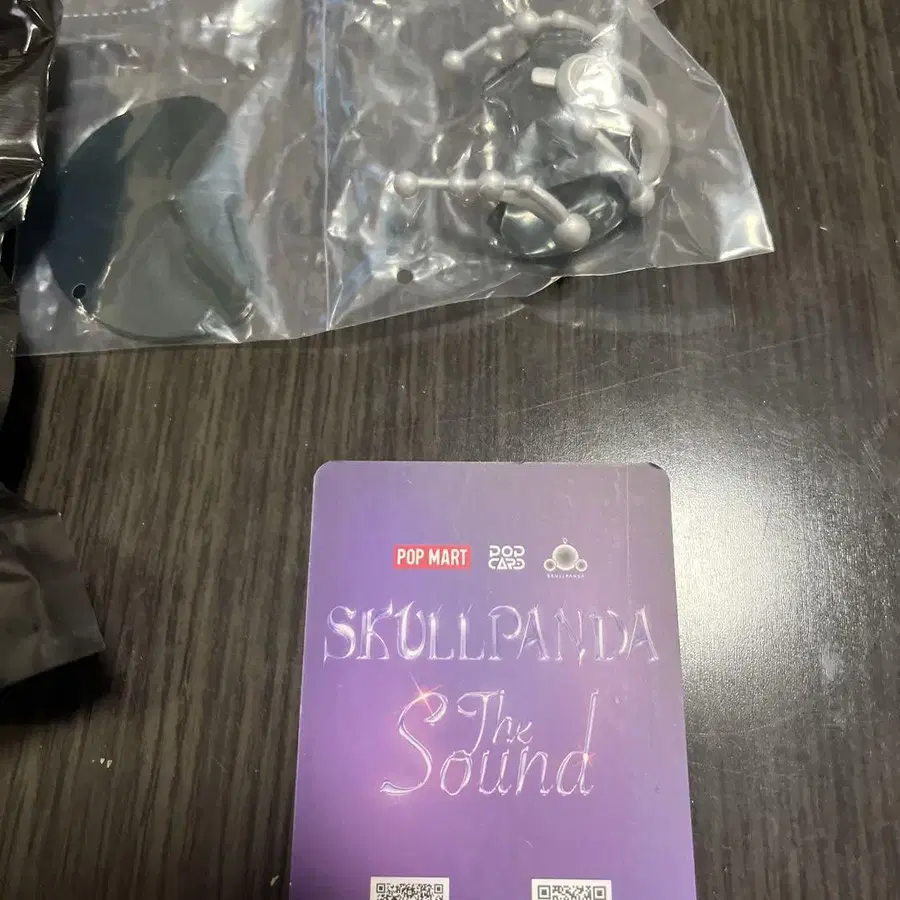 POP MART
POP
CARD
SKULLPANDA
SKULLPANDA
The
Sound